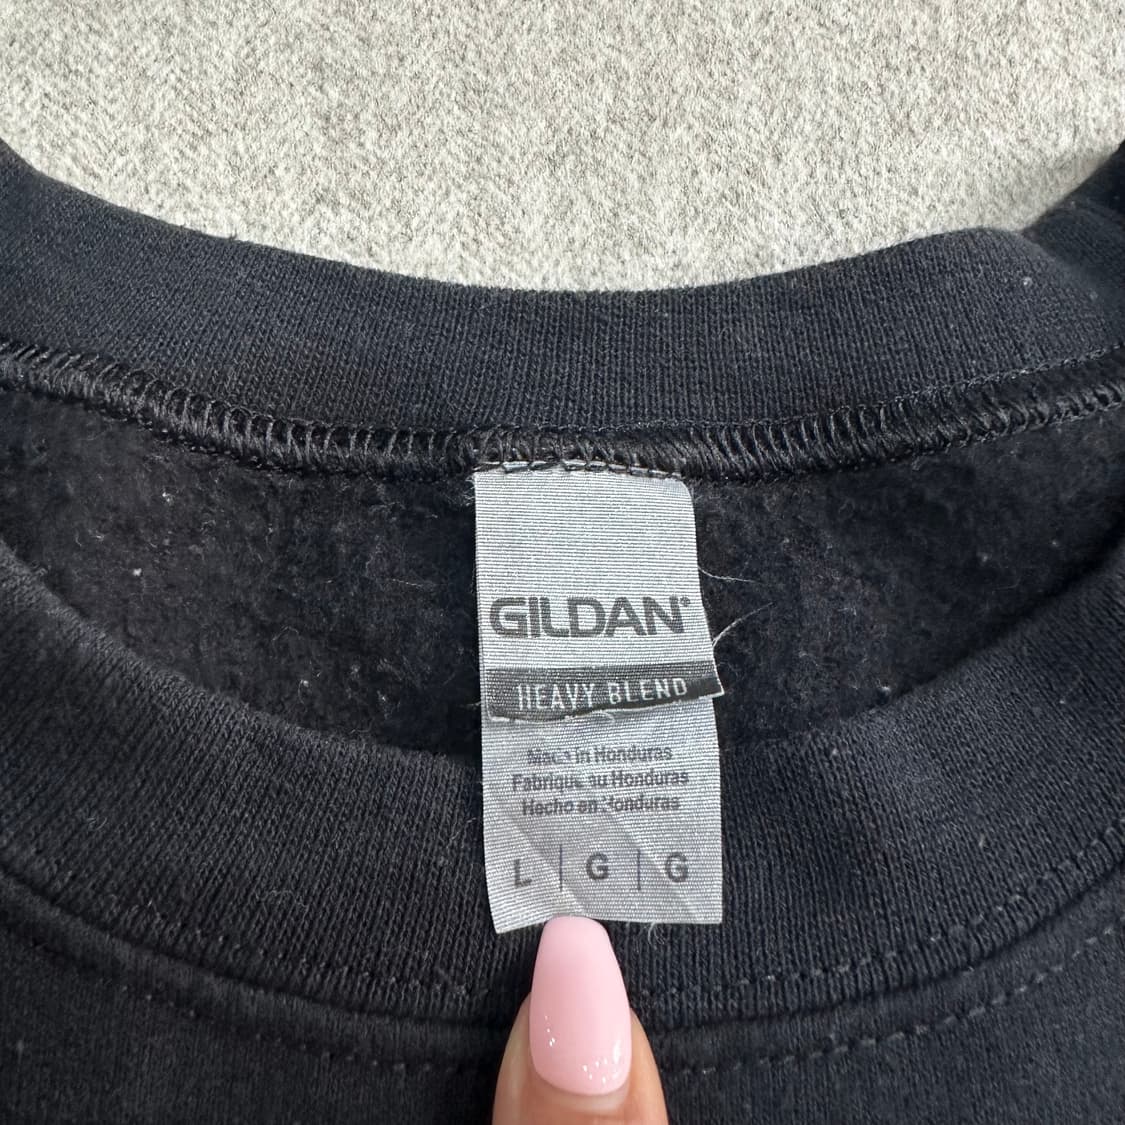 GILDAN®
HEAVY BLEND
Made in Honduras
Fabriqué au Honduras
Hecho en Honduras
L | G | G